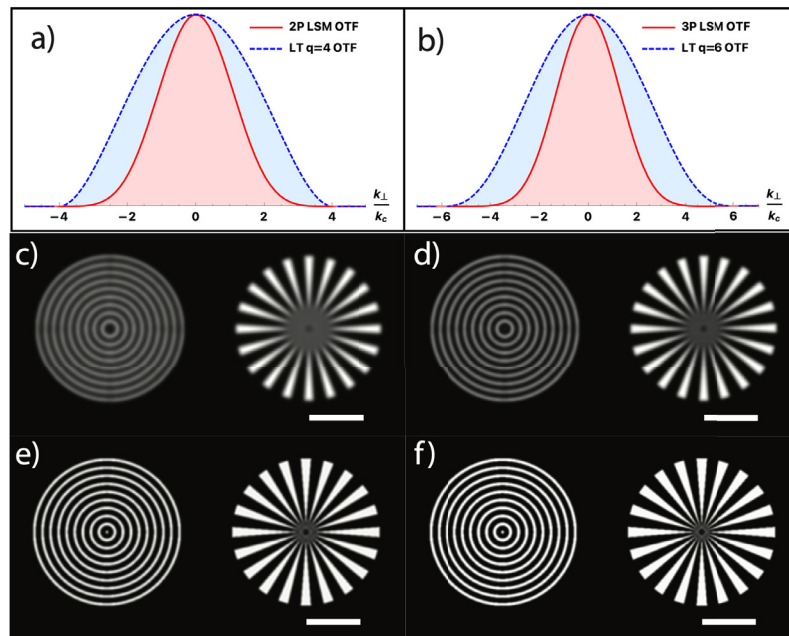 a)
2P LSM OTF
LT q=4 OTF
−4 −2 0 2 4
k⊥/kc
b)
3P LSM OTF
LT q=6 OTF
−6 −4 −2 0 2 4 6
k⊥/kc
c)
d)
e)
f)